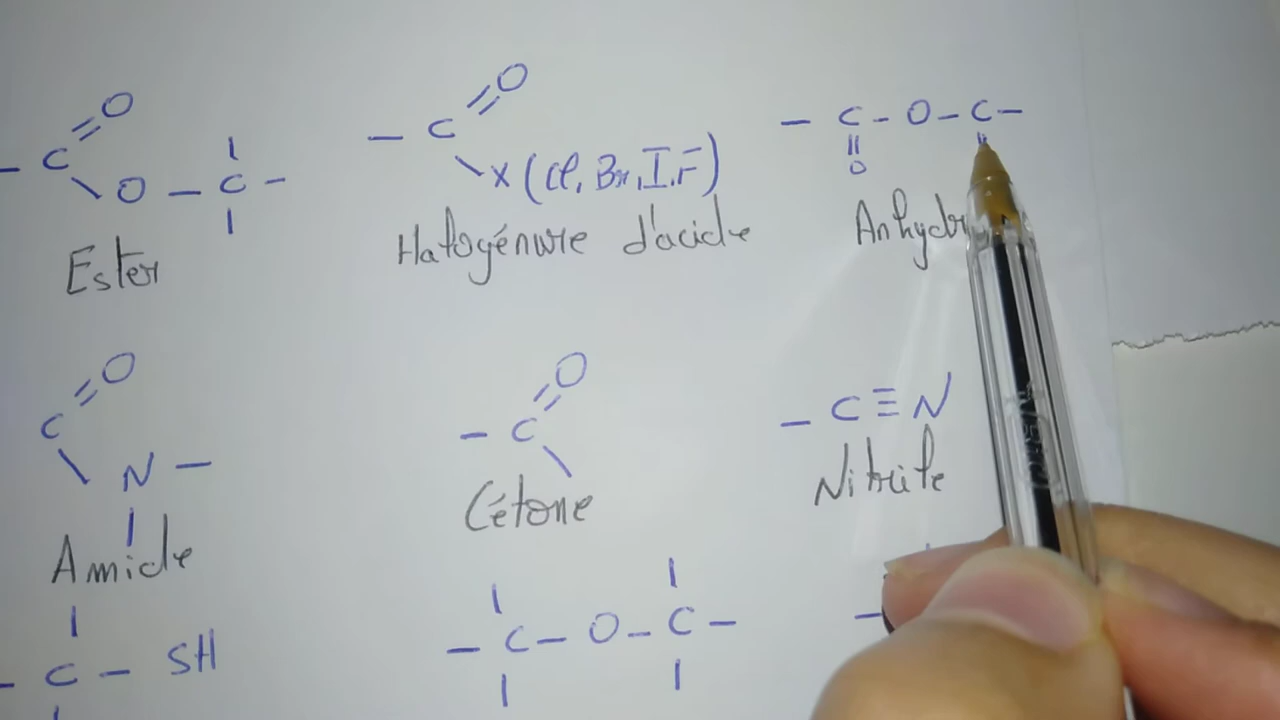 O O
C C – C – O – C –
O – C – X (Cl, Br, I, F) O
Ester Halogénure d'acide Anhydr
O O
C C – C ≡ N
N – Cétone Nitrile
Amide
C – SH – C – O – C –